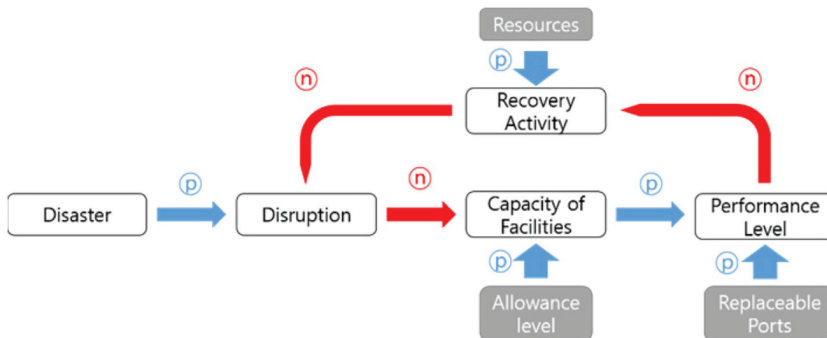 Resources
p
n
n
Recovery
Activity
p
n
p
Disaster
Disruption
Capacity of
Facilities
Performance
Level
p
p
Allowance
level
Replaceable
Ports